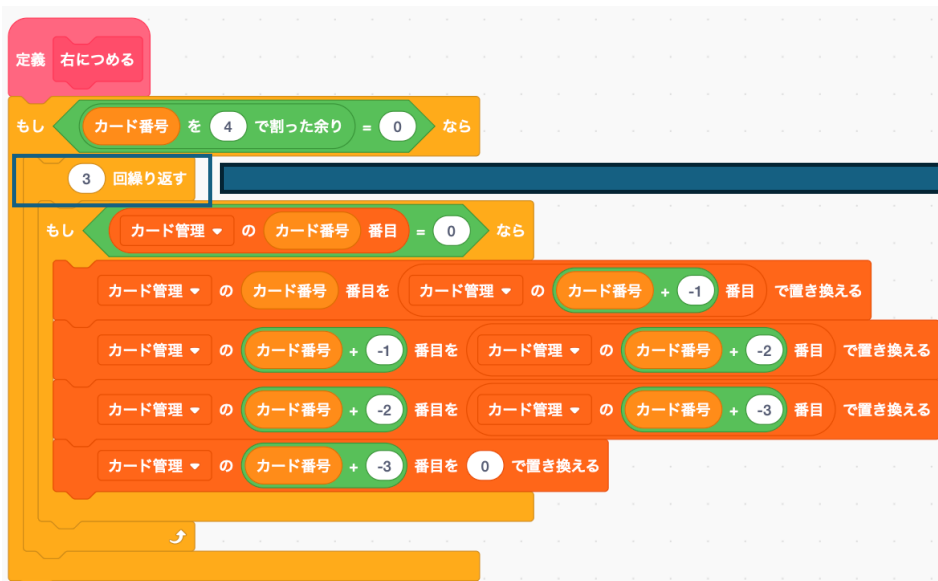 定義 右につめる
もし カード番号 を 4 で割った余り = 0 なら
3 回繰り返す
もし カード管理 の カード番号 番目 = 0 なら
カード管理 の カード番号 番目を カード管理 の カード番号 + -1 番目 で置き換える
カード管理 の カード番号 + -1 番目を カード管理 の カード番号 + -2 番目 で置き換える
カード管理 の カード番号 + -2 番目を カード管理 の カード番号 + -3 番目 で置き換える
カード管理 の カード番号 + -3 番目を 0 で置き換える